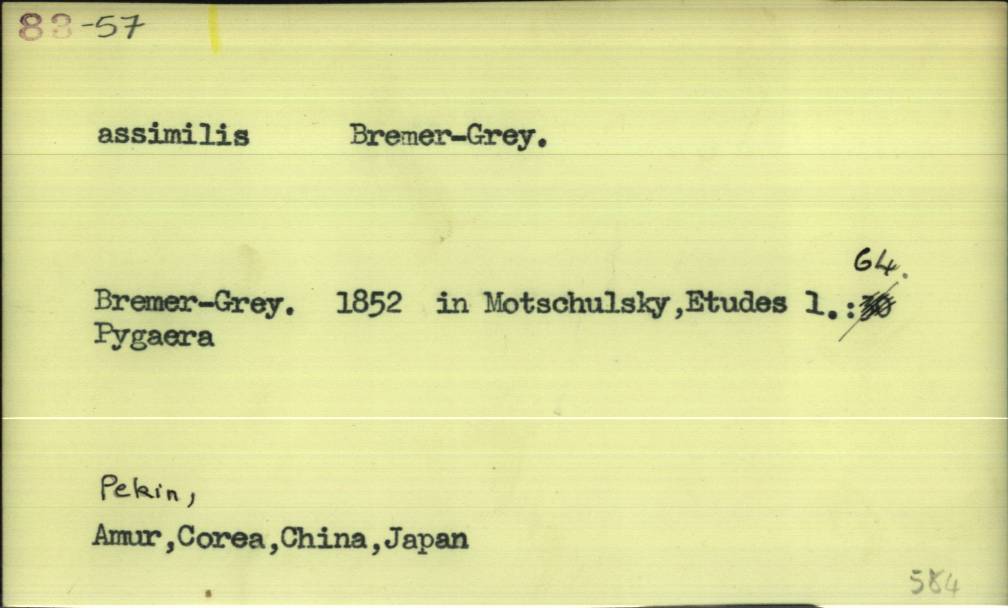 83-57
assimilis Bremer-Grey.
64.
Bremer-Grey. 1852 in Motschulsky,Etudes 1.:30
Pygaera
Pekin,
Amur,Corea,China,Japan
584